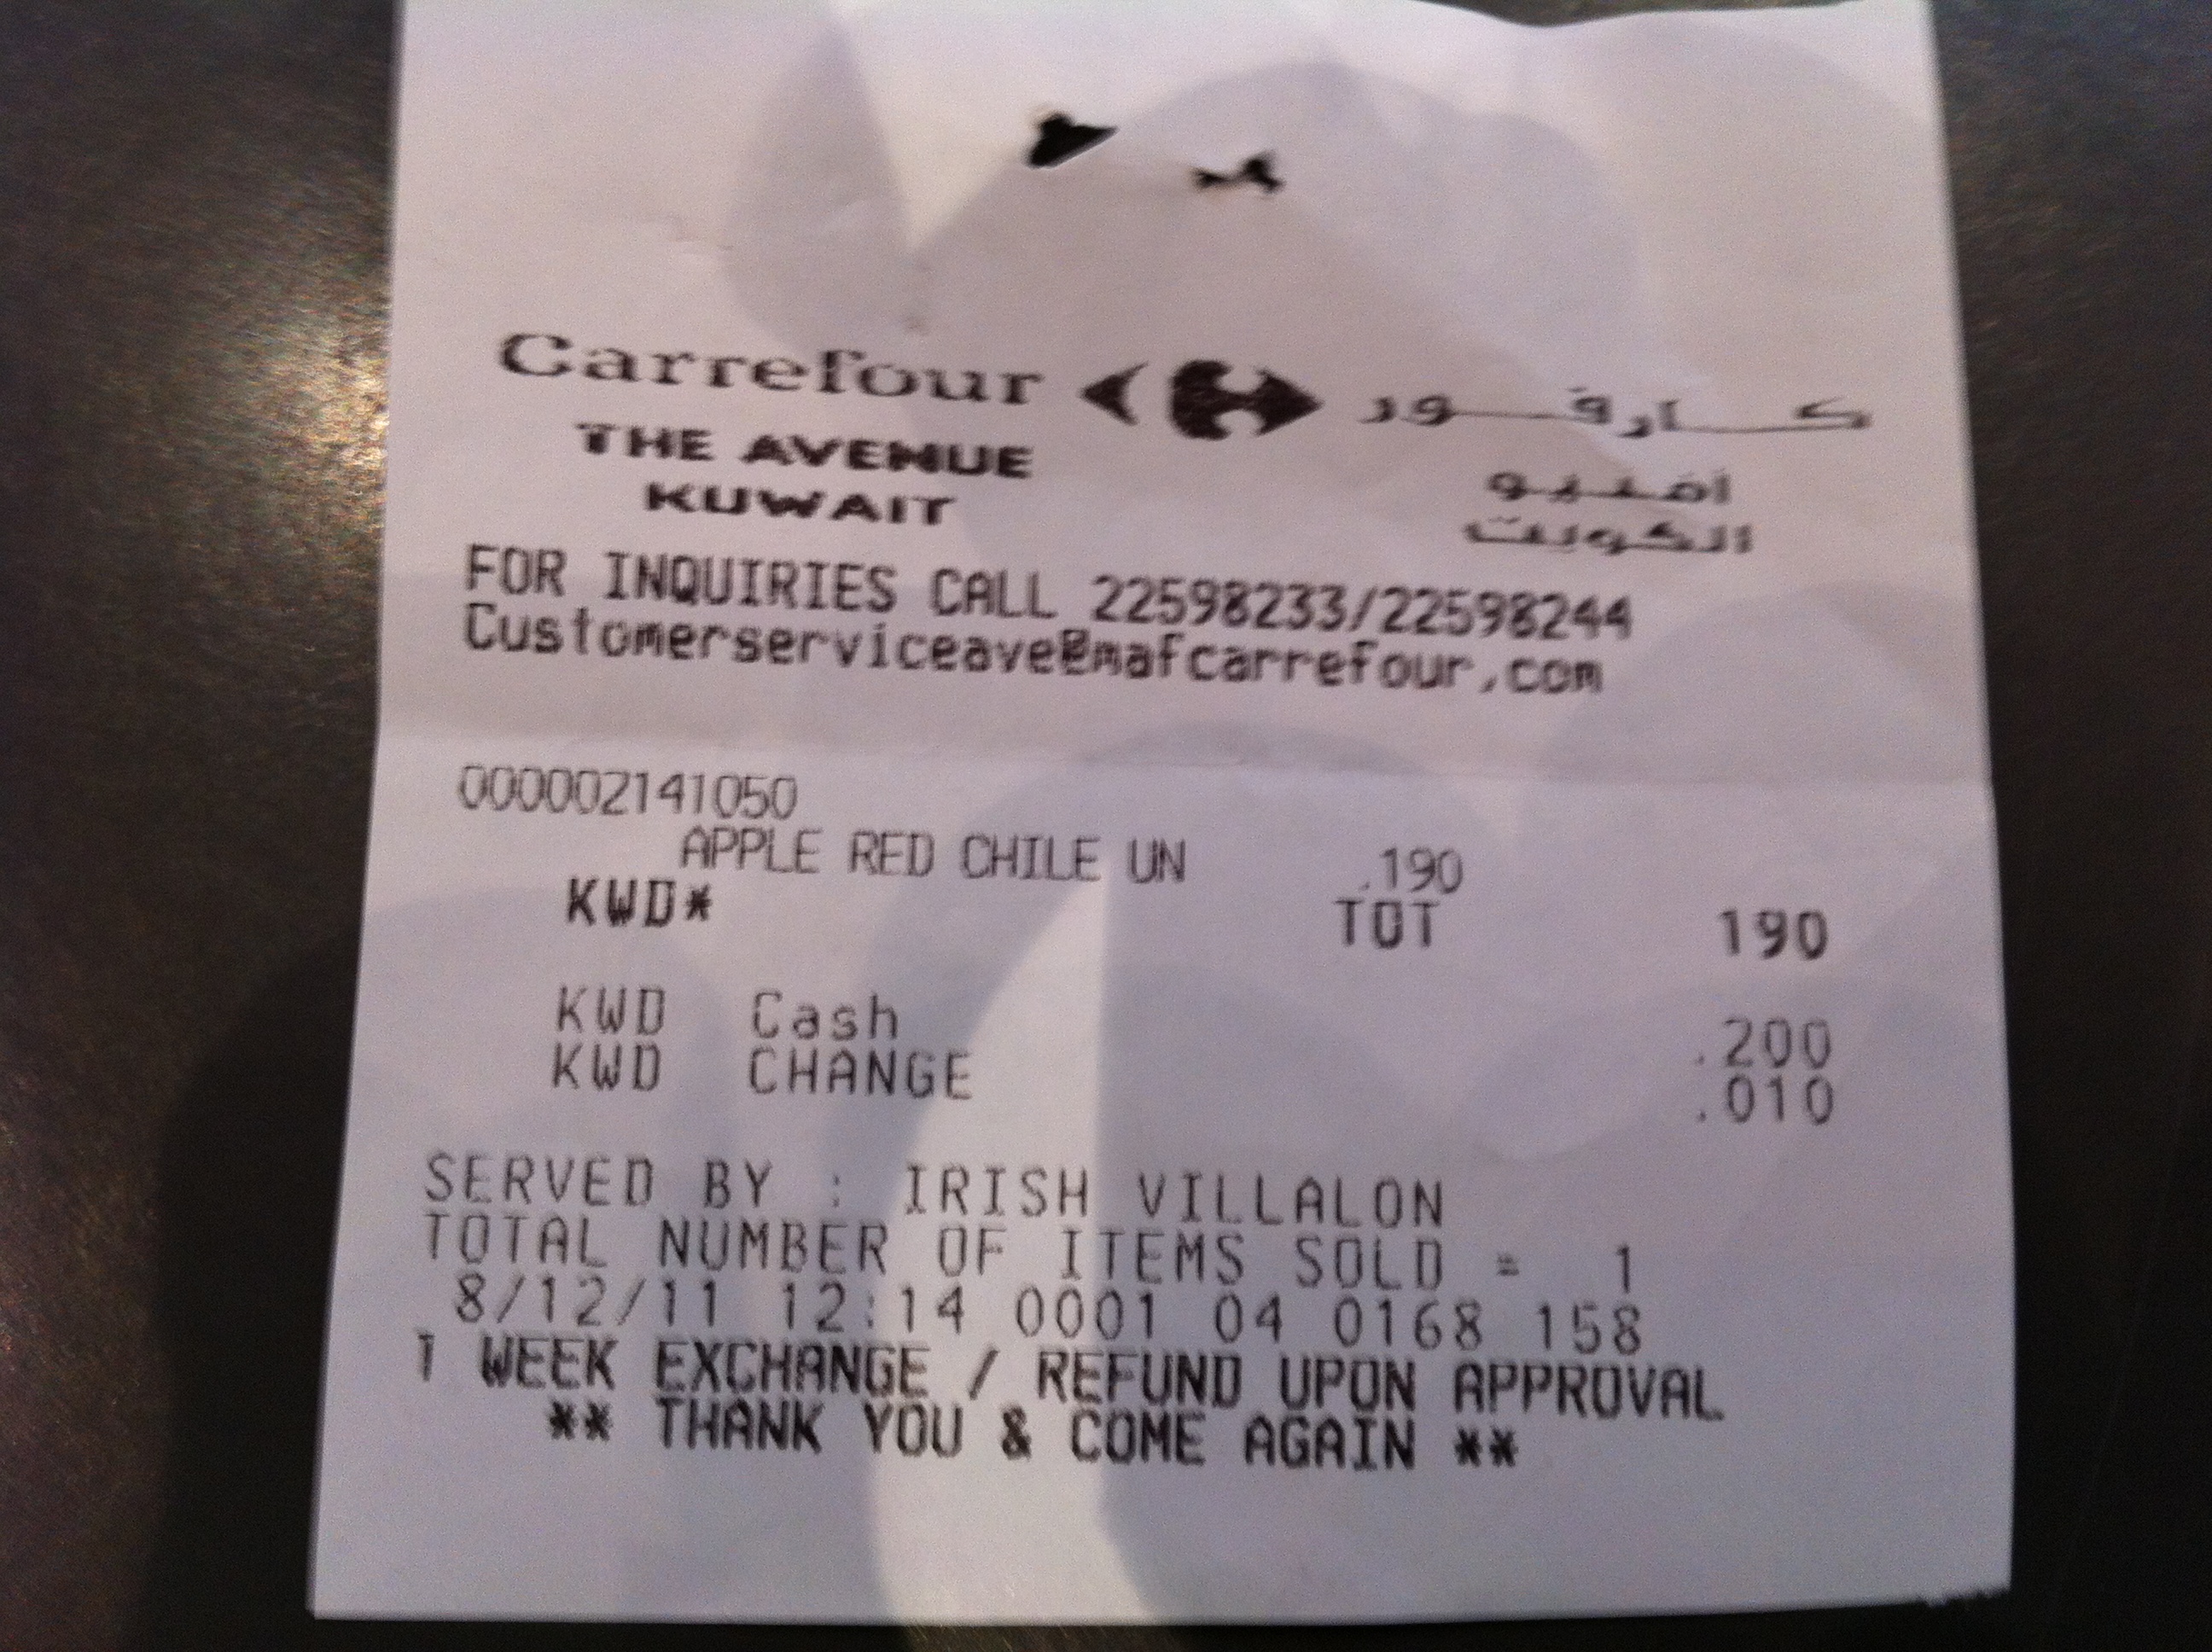 Carrefour كارفور
THE AVENUE افنيو
KUWAIT الكويت
FOR INQUIRIES CALL 22598233/22598244
Customerserviceave@mafcarrefour.com
000002141050
APPLE RED CHILE UN .190
KWD* TOT 190
KWD Cash .200
KWD CHANGE .010
SERVED BY : IRISH VILLALON
TOTAL NUMBER OF ITEMS SOLD = 1
8/12/11 12:14 0001 04 0168 158
1 WEEK EXCHANGE / REFUND UPON APPROVAL
** THANK YOU & COME AGAIN **